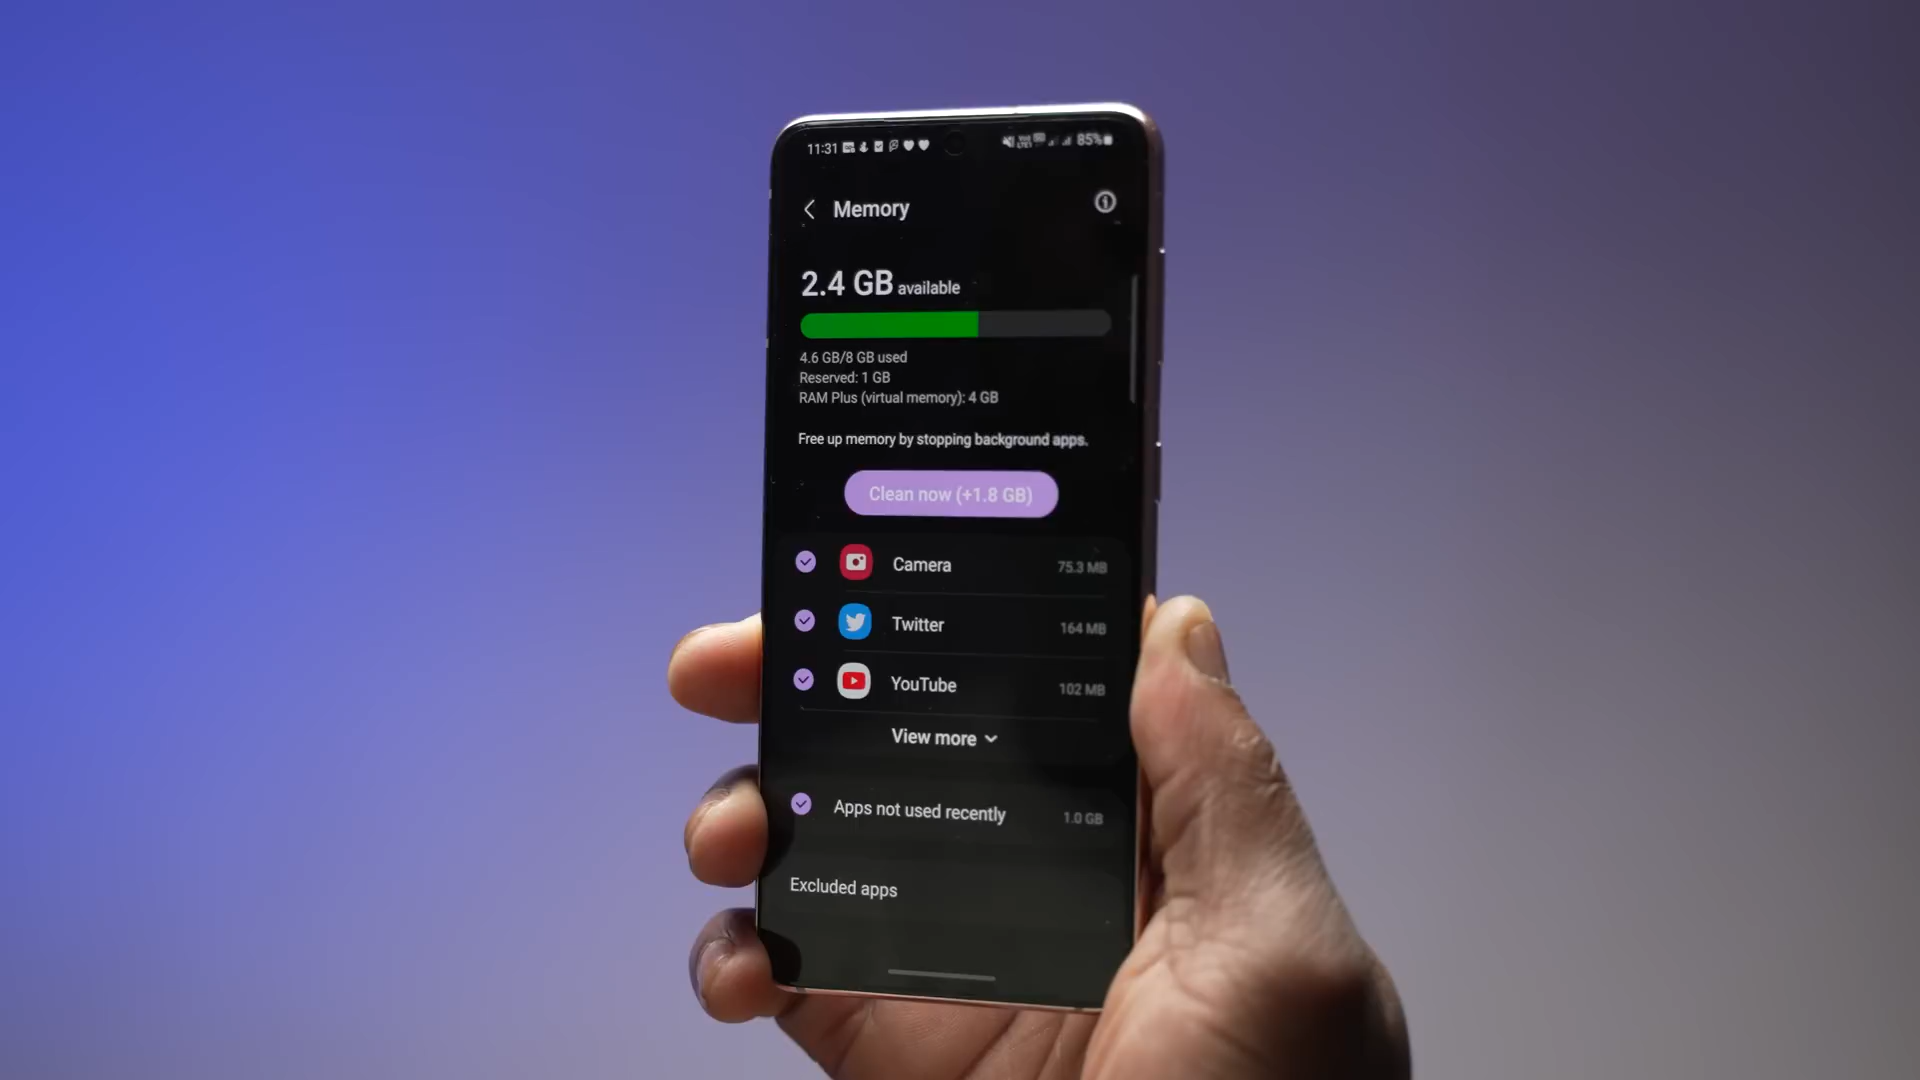 11:31 85%
Memory
2.4 GB available
4.6 GB/8 GB used
Reserved: 1 GB
RAM Plus (virtual memory): 4 GB
Free up memory by stopping background apps.
Clean now (+1.8 GB)
Camera 75.3 MB
Twitter 164 MB
YouTube 102 MB
View more
Apps not used recently 1.0 GB
Excluded apps